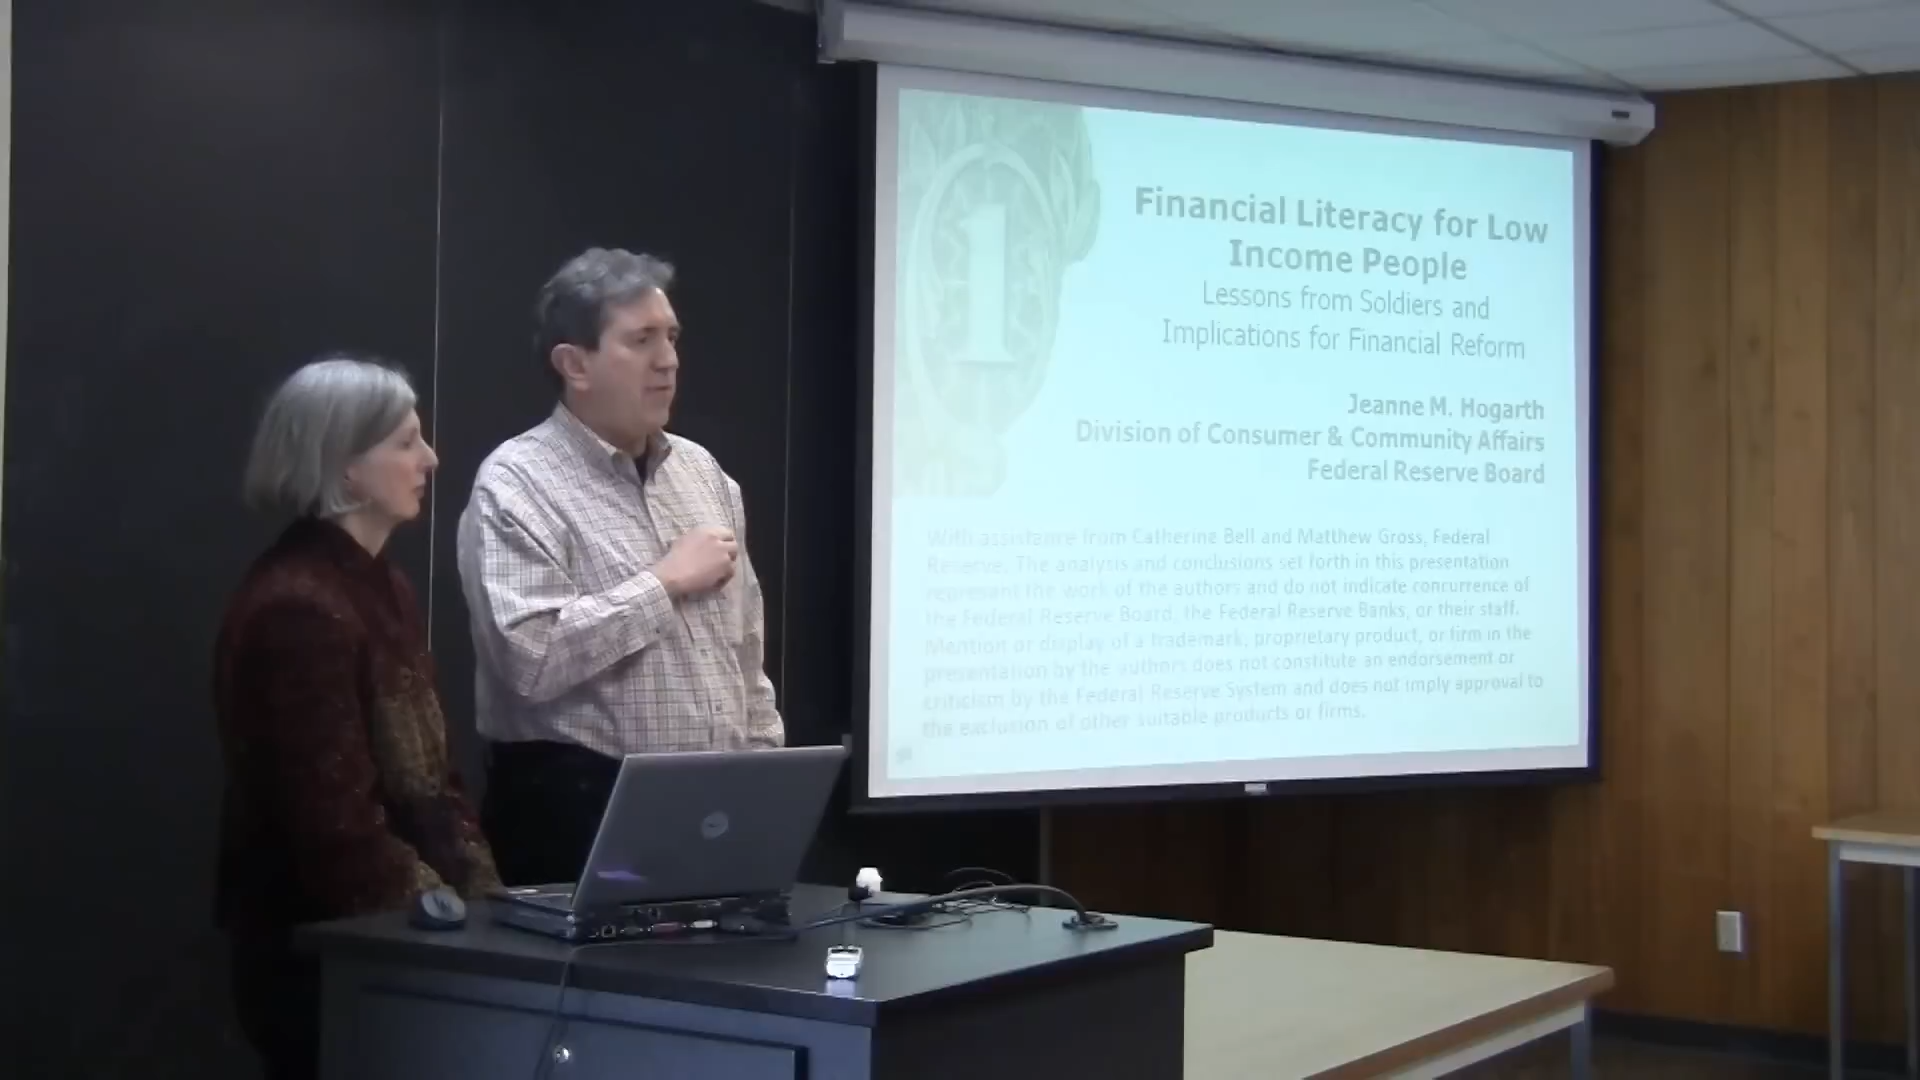 1
Financial Literacy for Low
Income People
Lessons from Soldiers and
Implications for Financial Reform
Jeanne M. Hogarth
Division of Consumer & Community Affairs
Federal Reserve Board
With assistance from Catherine Bell and Matthew Gross, Federal
Reserve. The analysis and conclusions set forth in this presentation
represent the work of the authors and do not indicate concurrence of
the Federal Reserve Board, the Federal Reserve Banks, or their staff.
Mention or display of a trademark, proprietary product, or firm in the
presentation by the authors does not constitute an endorsement or
criticism by the Federal Reserve System and does not imply approval to
the exclusion of other suitable products or firms.
DELL